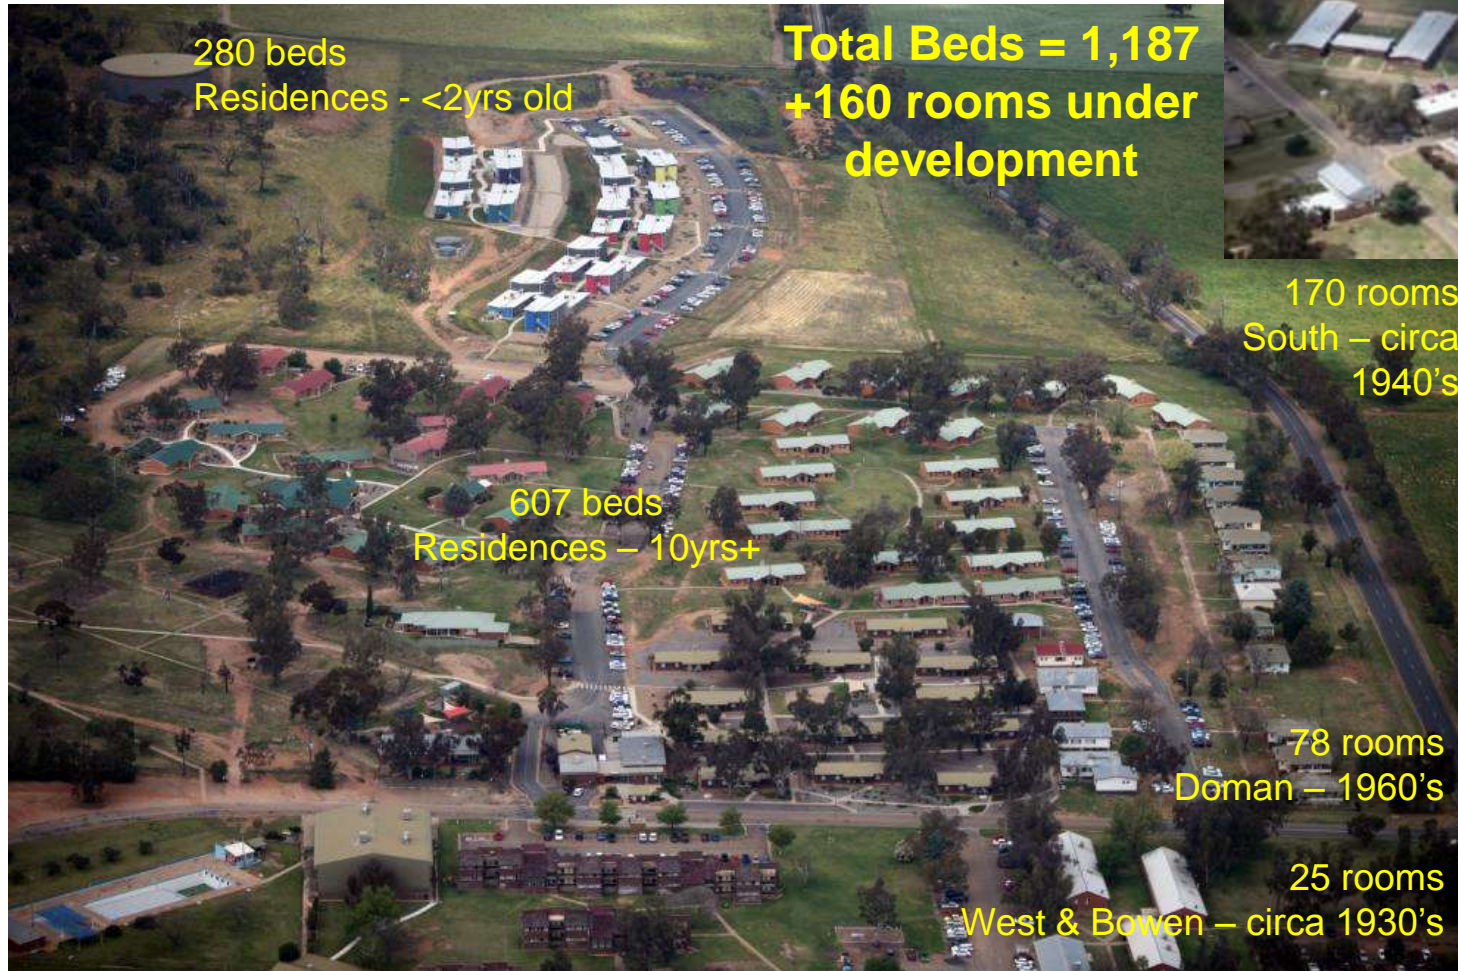 280 beds
Residences - <2yrs old
Total Beds = 1,187
+160 rooms under
development
170 rooms
South – circa
1940’s
607 beds
Residences – 10yrs+
78 rooms
Doman – 1960’s
25 rooms
West & Bowen – circa 1930’s